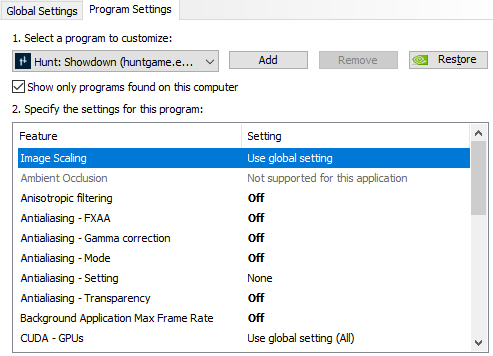 Global Settings Program Settings
1. Select a program to customize:
Hunt: Showdown (huntgame.e... Add Remove Restore
Show only programs found on this computer
2. Specify the settings for this program:
Feature Setting
Image Scaling Use global setting
Ambient Occlusion Not supported for this application
Anisotropic filtering Off
Antialiasing - FXAA Off
Antialiasing - Gamma correction Off
Antialiasing - Mode Off
Antialiasing - Setting None
Antialiasing - Transparency Off
Background Application Max Frame Rate Off
CUDA - GPUs Use global setting (All)